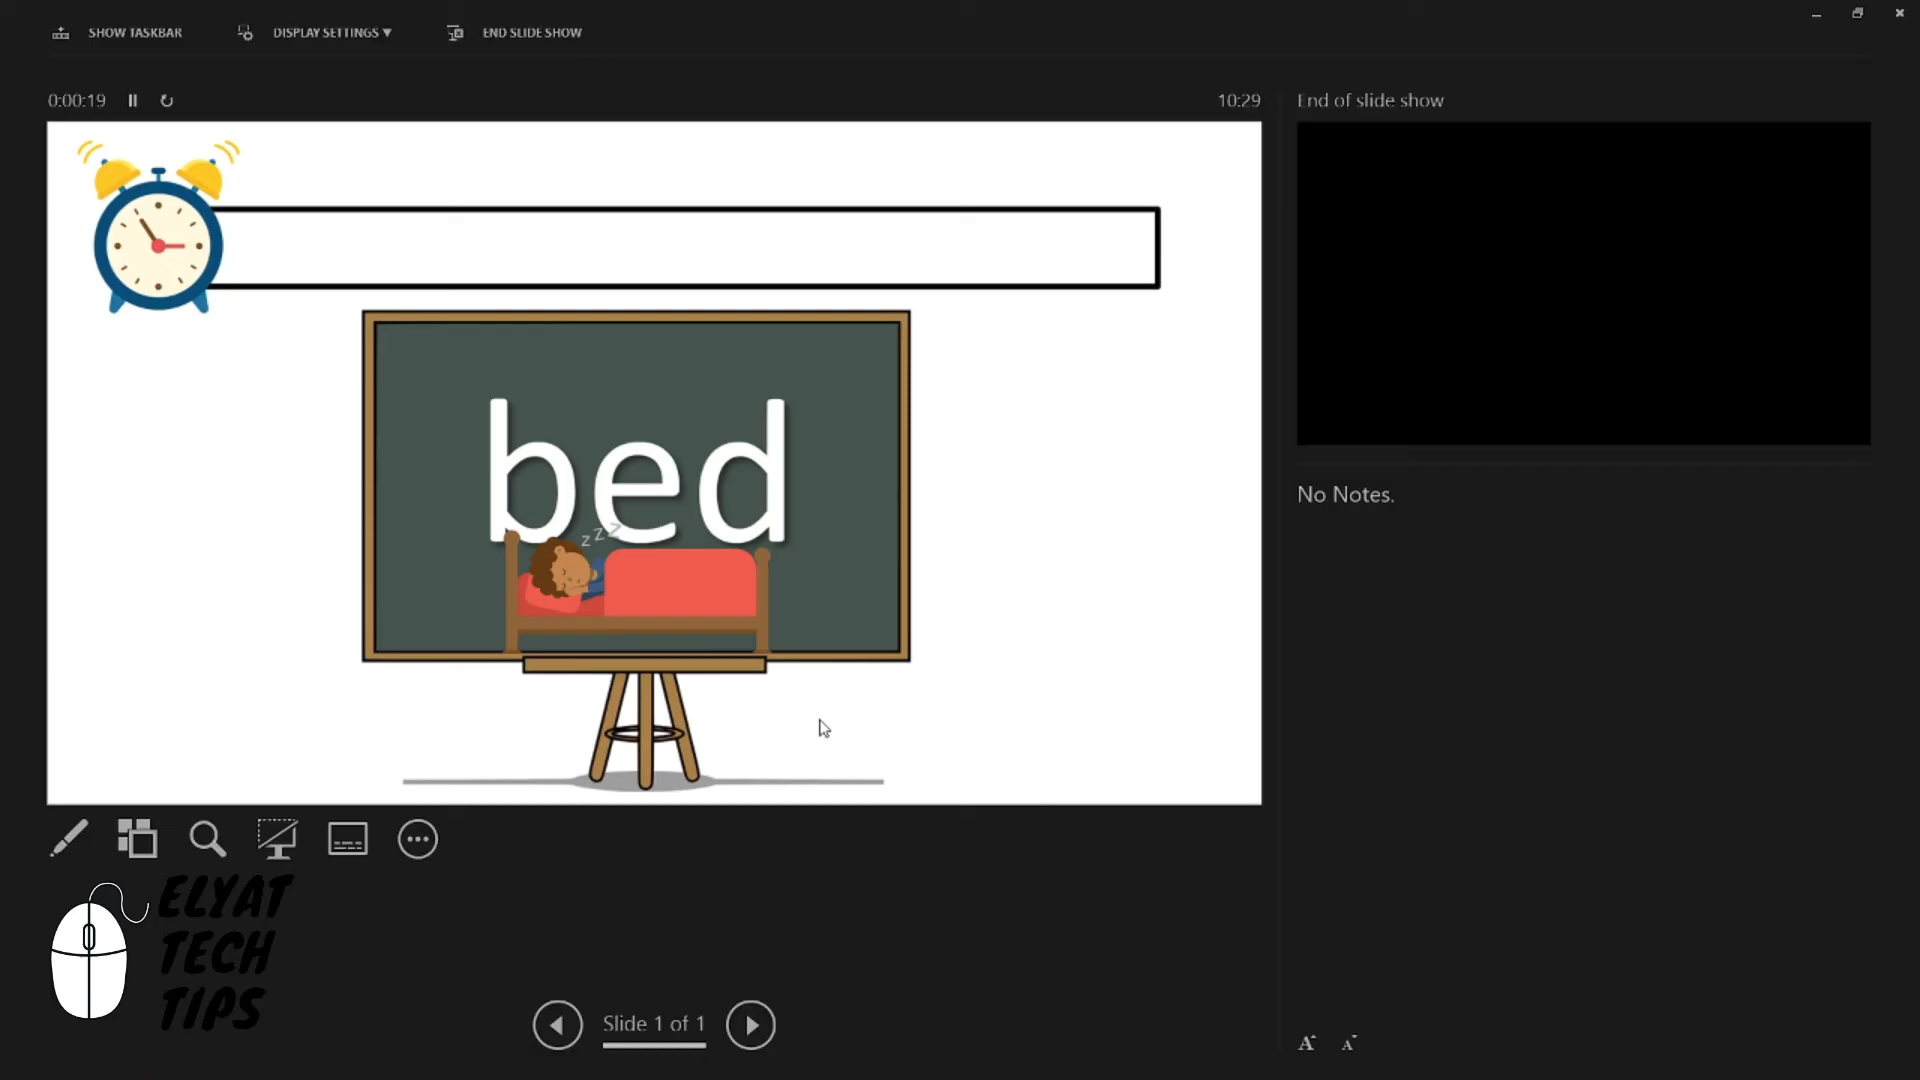 SHOW TASKBAR
DISPLAY SETTINGS ▼
END SLIDE SHOW
0:00:19
10:29
End of slide show
bed
z z z
No Notes.
ELYAT
TECH
TIPS
Slide 1 of 1
A A